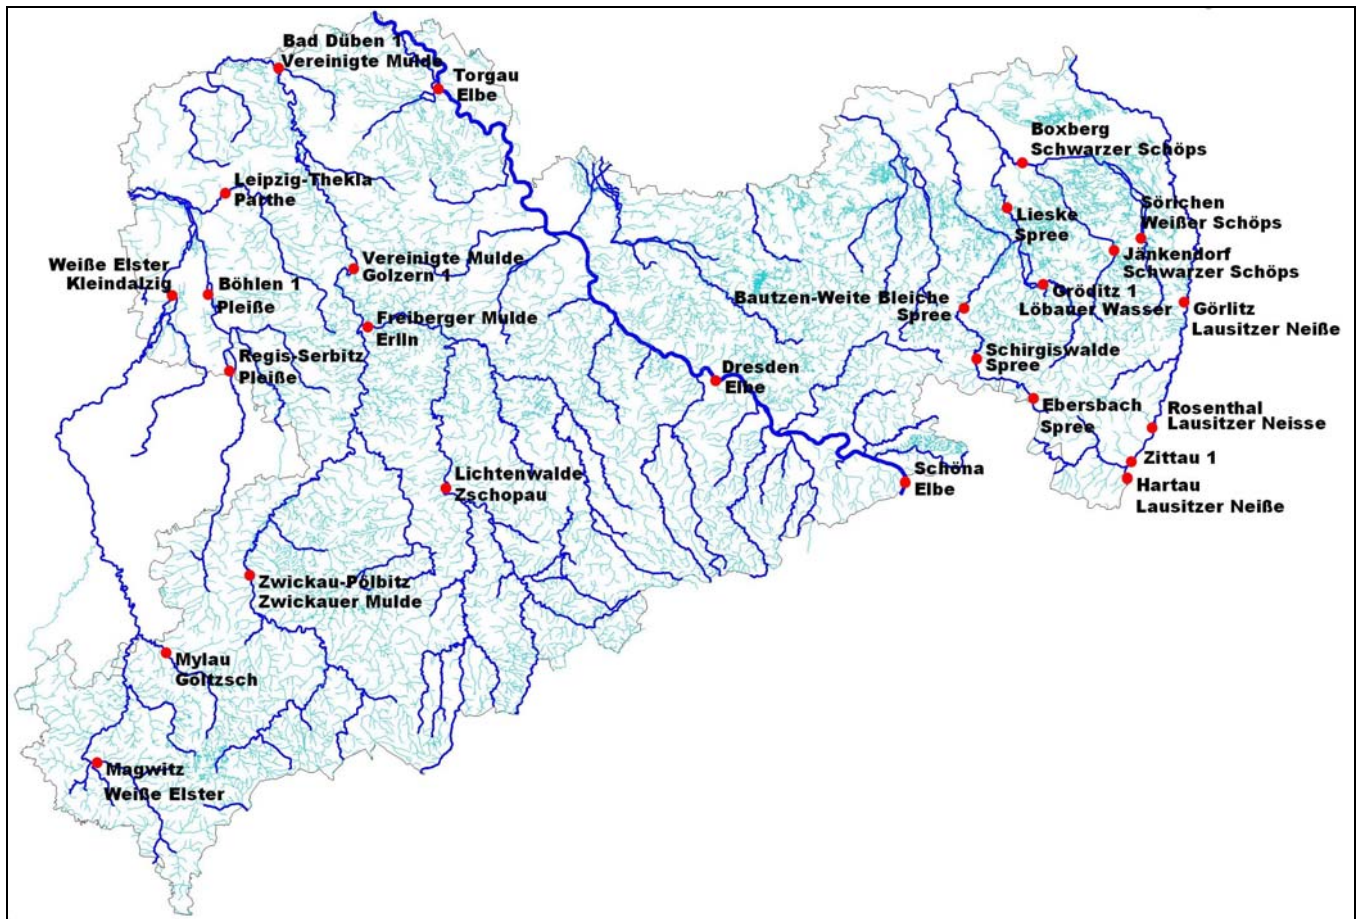 Bad Düben 1
Vereinigte Mulde
Torgau
Elbe
Boxberg
Schwarzer Schöps
Leipzig-Thekla
Parthe
Sörichen
Weißer Schöps
Lieske
Spree
Jänkendorf
Schwarzer Schöps
Weiße Elster
Kleindalzig
Böhlen 1
Pleiße
Vereinigte Mulde
Golzern 1
Bautzen-Weite Bleiche
Spree
Gröditz 1
Löbauer Wasser
Görlitz
Lausitzer Neiße
Freiberger Mulde
Erlln
Regis-Serbitz
Pleiße
Schirgiswalde
Spree
Dresden
Elbe
Ebersbach
Spree
Rosenthal
Lausitzer Neisse
Zittau 1
Hartau
Lausitzer Neiße
Lichtenwalde
Zschopau
Schöna
Elbe
Zwickau-Pölbitz
Zwickauer Mulde
Mylau
Göltzsch
Magwitz
Weiße Elster